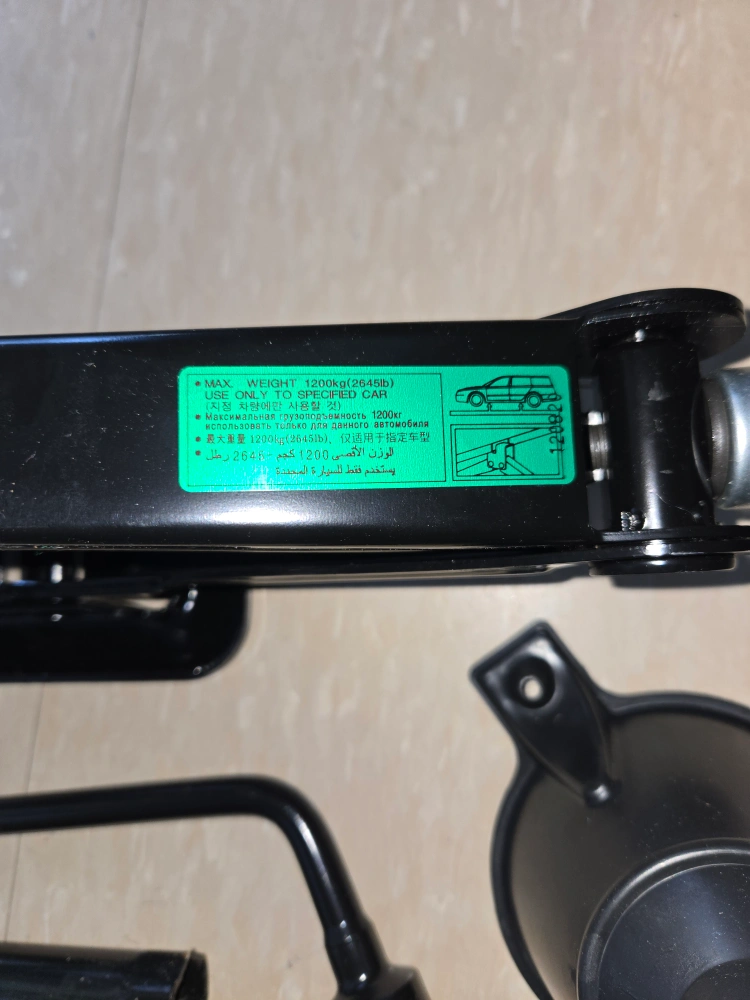 • MAX. WEIGHT 1200kg(2645lb)
USE ONLY TO SPECIFIED CAR
(지정 차량에만 사용할 것)
• Максимальная грузоподъемность 1200кг
использовать только для данного автомобиля
• 最大重量 1200kg(2645lb), 仅适用于指定车型
• الوزن الأقصى 1200 كجم - 2646 رطل
يستخدم فقط للسيارة المحددة